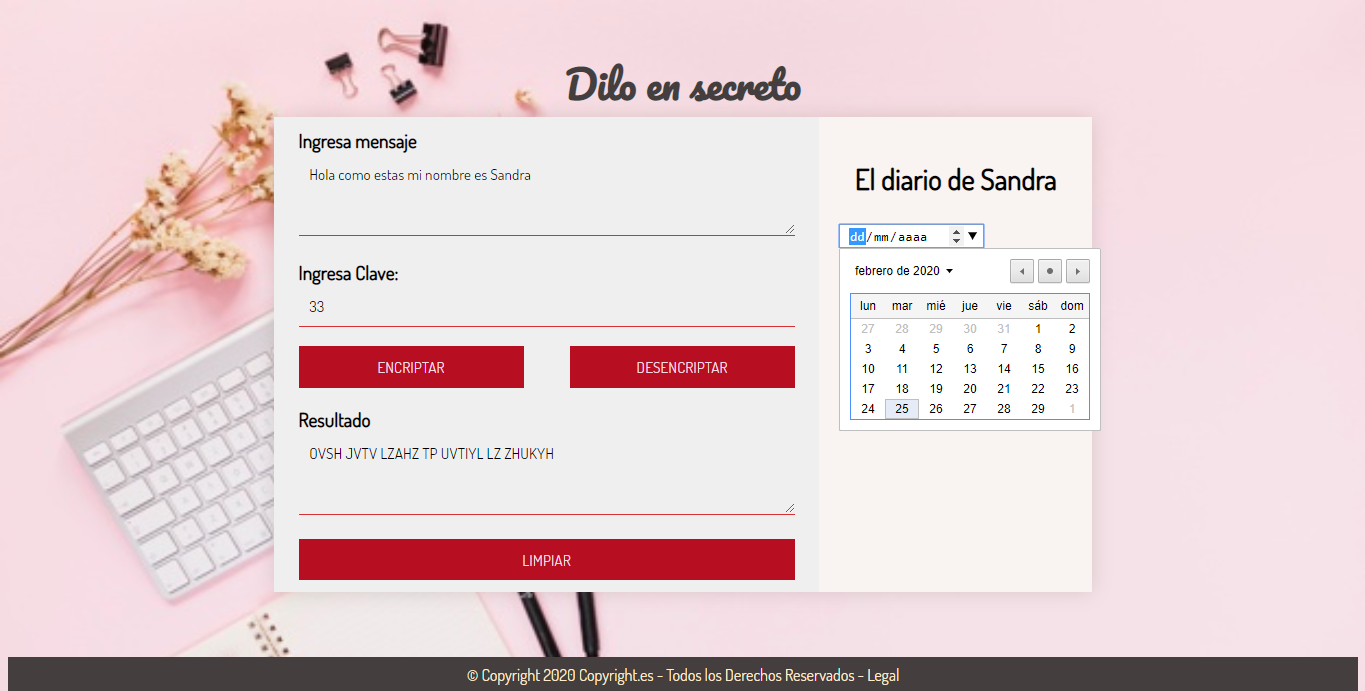 Dilo en secreto
Ingresa mensaje
Hola como estas mi nombre es Sandra
Ingresa Clave:
33
ENCRIPTAR DESENCRIPTAR
Resultado
OVSH JVTV LZAHZ TP UVTIYL LZ ZHUKYH
LIMPIAR
El diario de Sandra
dd/mm/aaaa
febrero de 2020
lun mar mié jue vie sáb dom
27 28 29 30 31 1 2
3 4 5 6 7 8 9
10 11 12 13 14 15 16
17 18 19 20 21 22 23
24 25 26 27 28 29 1
© Copyright 2020 Copyright.es - Todos los Derechos Reservados - Legal